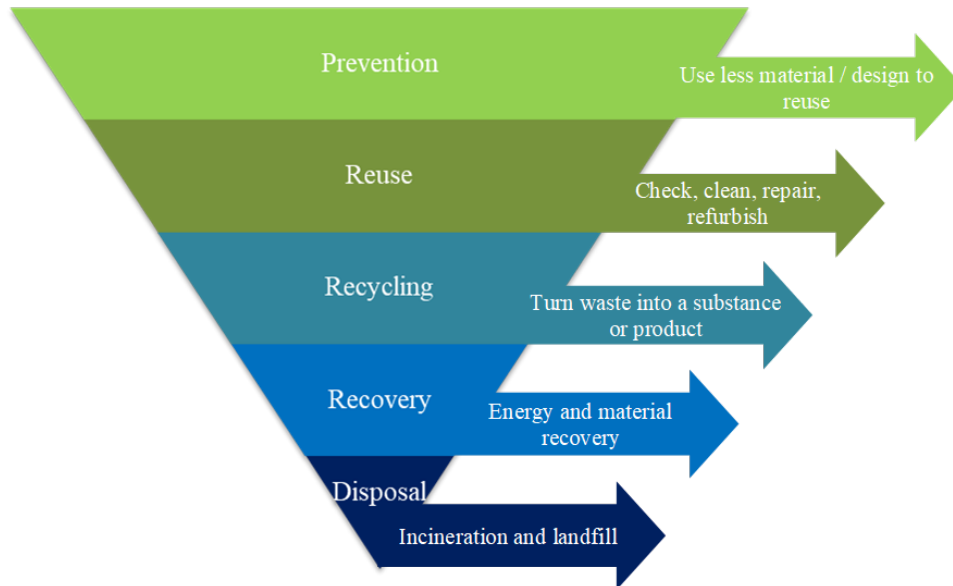 Prevention
Use less material / design to
reuse
Reuse
Check, clean, repair,
refurbish
Recycling
Turn waste into a substance
or product
Recovery
Energy and material
recovery
Disposal
Incineration and landfill